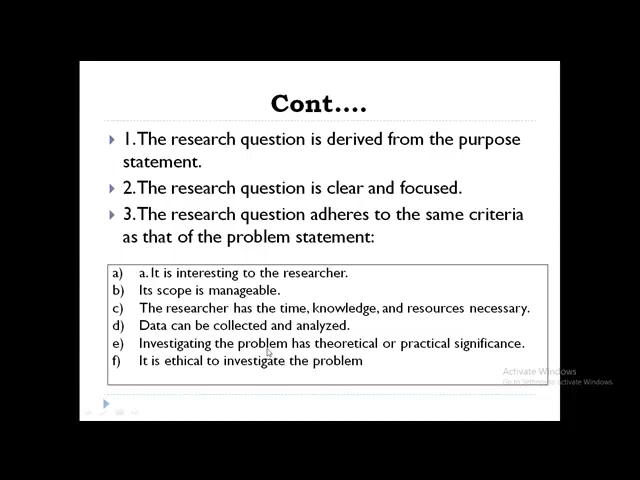 Cont....
1.The research question is derived from the purpose
statement.
2.The research question is clear and focused.
3.The research question adheres to the same criteria
as that of the problem statement:
a) a. It is interesting to the researcher.
b) Its scope is manageable.
c) The researcher has the time, knowledge, and resources necessary.
d) Data can be collected and analyzed.
e) Investigating the problem has theoretical or practical significance.
f) It is ethical to investigate the problem
Activate Windows
Go to Settings to activate Windows.